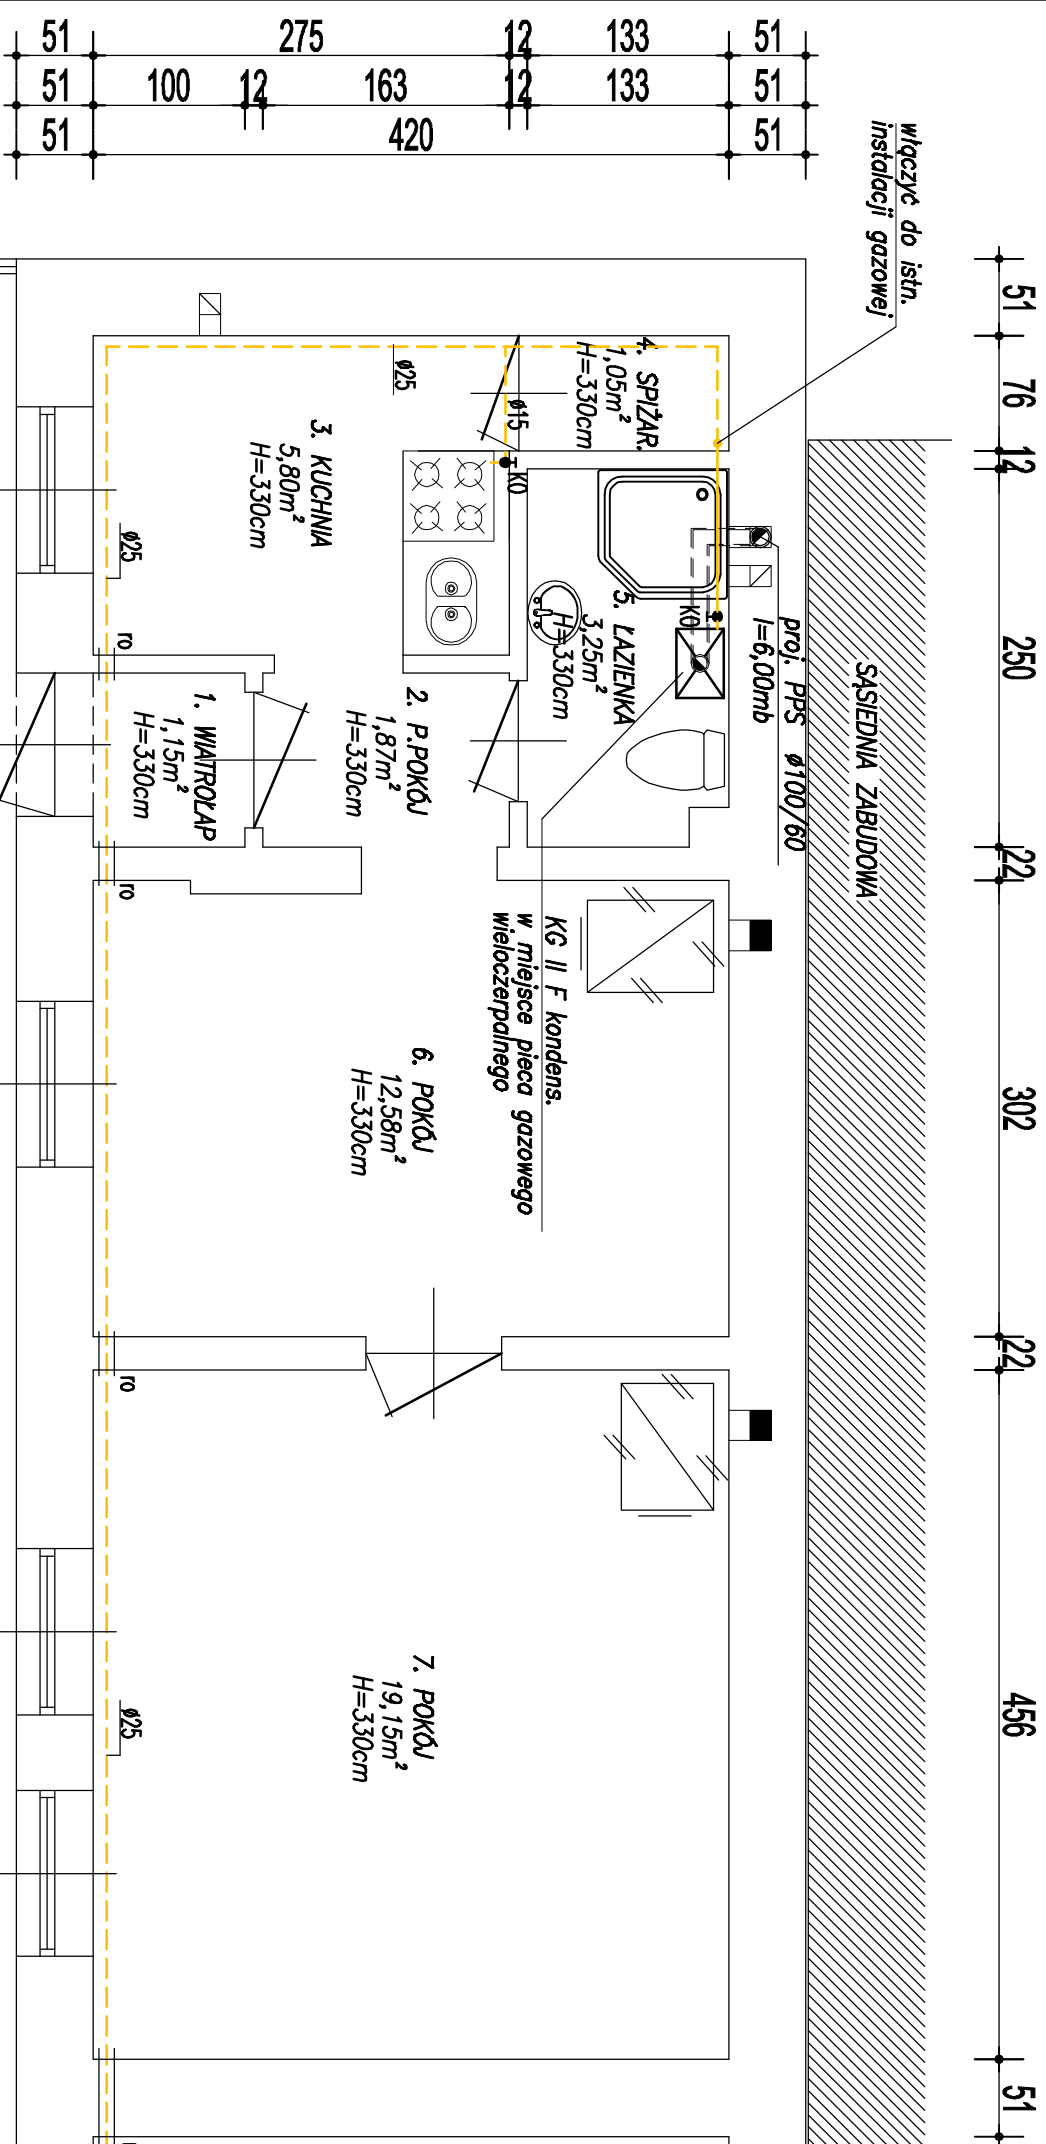 51
275
12
133
51
51
100
12
163
12
133
51
51
420
51
włączyć do istn.
instalacji gazowej
51
76
12
250
22
302
22
456
51
SĄSIEDNIA ZABUDOWA
proj. PPS ø100/60
l=6,00mb
4. SPIŻAR.
1,05m²
H=330cm
ø25
ø15
KO
3. KUCHNIA
5,80m²
H=330cm
5. ŁAZIENKA
3,25m²
H=330cm
KO
ø25
ro
1. WIATROŁAP
1,15m²
H=330cm
2. P.POKÓJ
1,87m²
H=330cm
ro
KG II F kondens.
w miejsce pieca gazowego
wieloczerpalnego
6. POKÓJ
12,58m²
H=330cm
ro
7. POKÓJ
19,15m²
H=330cm
ø25